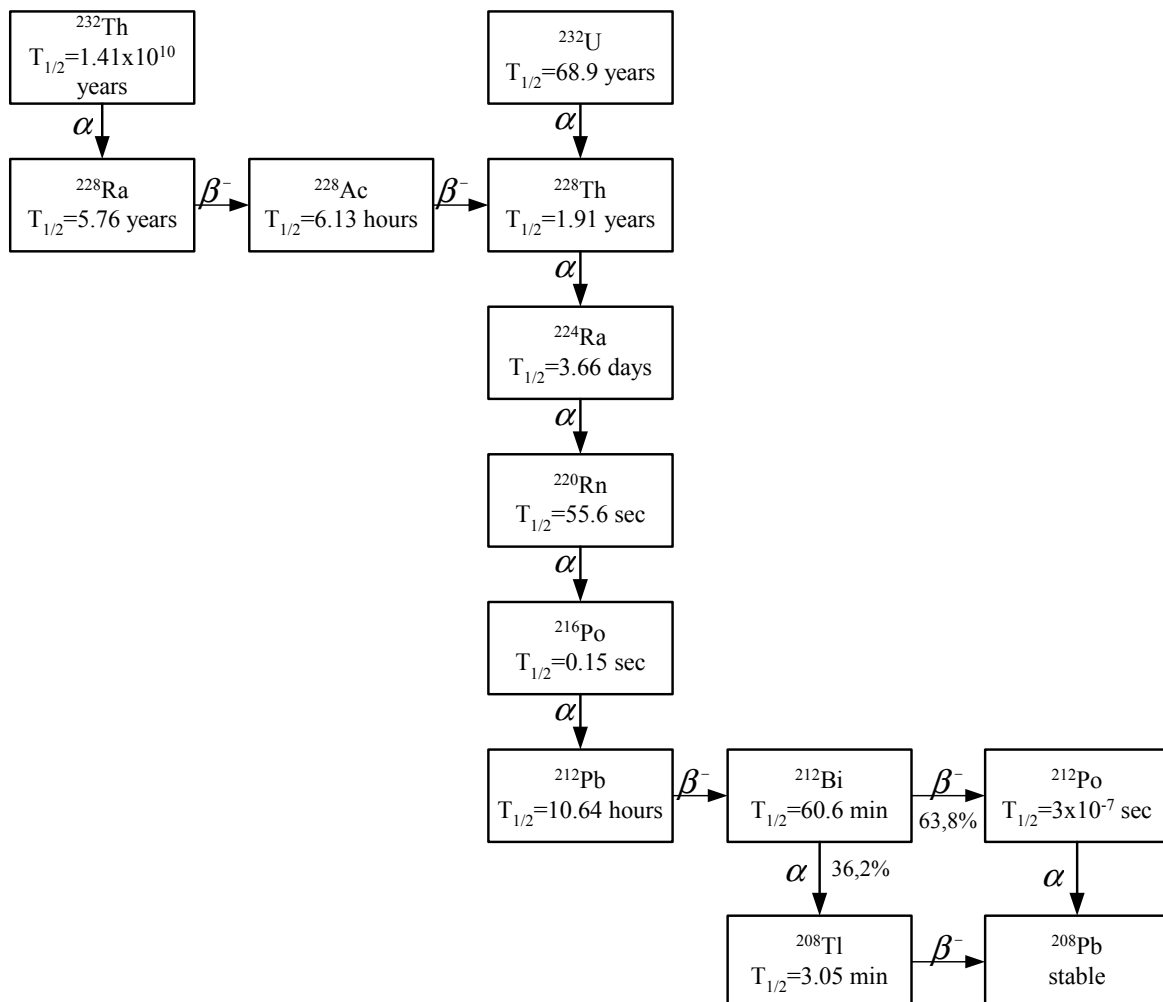 ²³²Th
T₁/₂=1.41x10¹⁰
years
²³²U
T₁/₂=68.9 years
α
α
²²⁸Ra
T₁/₂=5.76 years
β⁻
²²⁸Ac
T₁/₂=6.13 hours
β⁻
²²⁸Th
T₁/₂=1.91 years
α
²²⁴Ra
T₁/₂=3.66 days
α
²²⁰Rn
T₁/₂=55.6 sec
α
²¹⁶Po
T₁/₂=0.15 sec
α
²¹²Pb
T₁/₂=10.64 hours
β⁻
²¹²Bi
T₁/₂=60.6 min
β⁻
63,8%
²¹²Po
T₁/₂=3x10⁻⁷ sec
α
36,2%
α
²⁰⁸Tl
T₁/₂=3.05 min
β⁻
²⁰⁸Pb
stable